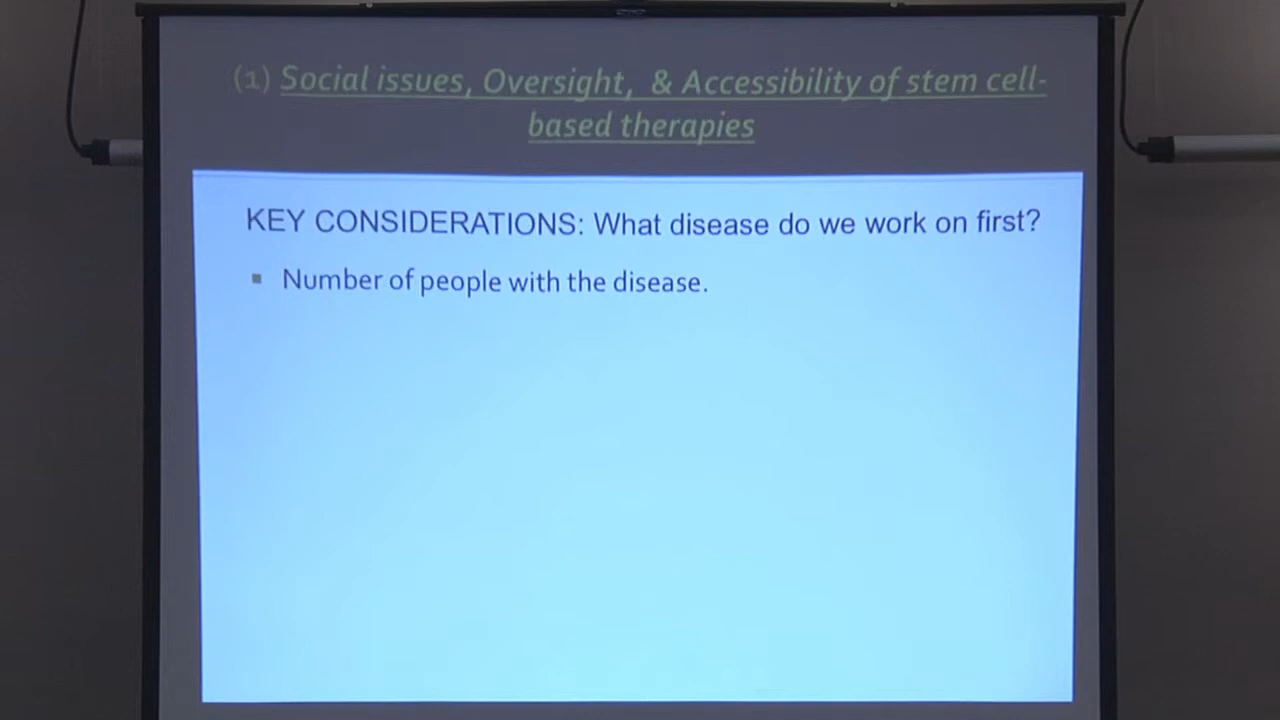 (1) Social issues, Oversight, & Accessibility of stem cell-
based therapies
KEY CONSIDERATIONS: What disease do we work on first?
▪ Number of people with the disease.